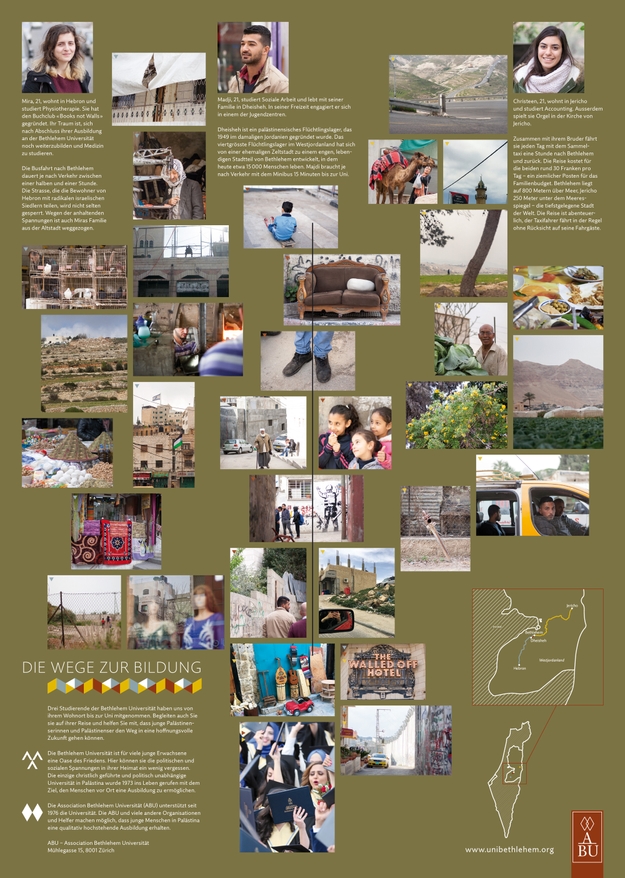 Mira, 21, wohnt in Hebron und
studiert Physiotherapie. Sie hat
den Buchclub «Books not Walls»
gegründet. Ihr Traum ist, sich
nach Abschluss ihrer Ausbildung
an der Bethlehem Universität
noch weiterzubilden und Medizin
zu studieren.
Die Busfahrt nach Bethlehem
dauert je nach Verkehr zwischen
einer halben und einer Stunde.
Die Strasse, die die Bewohner von
Hebron mit radikalen israelischen
Siedlern teilen, wird nicht selten
gesperrt. Wegen der anhaltenden
Spannungen ist auch Miras Familie
aus der Altstadt weggezogen.
Madji, 21, studiert Soziale Arbeit und lebt mit seiner
Familie in Dheisheh. In seiner Freizeit engagiert er sich
in einem Jugendzentren.
Dheisheh ist ein palästinensisches Flüchtlingslager, das
1949 im damaligen Jordanien gegründet wurde. Das
viertgrösste Flüchtlingslager im Westjordanland hat sich
von einer ehemaligen Zeltstadt zu einem engen, leben-
digen Stadtteil von Bethlehem entwickelt, in dem
heute etwa 15 000 Menschen leben. Majdi braucht je
nach Verkehr mit dem Minibus 15 Minuten bis zur Uni.
Christeen, 21, wohnt in Jericho
und studiert Accounting. Ausserdem
spielt sie Orgel in der Kirche von
Jericho.
Zusammen mit ihrem Bruder fährt
sie jeden Tag mit dem Sammel-
taxi eine Stunde nach Bethlehem
und zurück. Die Reise kostet für
die beiden rund 30 Franken pro
Tag – ein ziemlicher Posten für das
Familienbudget. Bethlehem liegt
auf 800 Metern über Meer, Jericho
250 Meter unter dem Meeres-
spiegel – die tiefstgelegene Stadt
der Welt. Die Reise ist abenteuer-
lich, der Taxifahrer fährt in der Regel
ohne Rücksicht auf seine Fahrgäste.
THE
WALLED OFF
HOTEL
Jericho
Bethlehem
Dheisheh
Westjordanland
Hebron
DIE WEGE ZUR BILDUNG
Drei Studierende der Bethlehem Universität haben uns von
ihrem Wohnort bis zur Uni mitgenommen. Begleiten auch Sie
sie auf ihrer Reise und helfen Sie mit, dass junge Palästinen-
serinnen und Palästinenser den Weg in eine hoffnungsvolle
Zukunft gehen können.
Die Bethlehem Universität ist für viele junge Erwachsene
eine Oase des Friedens. Hier können sie die politischen und
sozialen Spannungen in ihrer Heimat ein wenig vergessen.
Die einzige christlich geführte und politisch unabhängige
Universität in Palästina wurde 1973 ins Leben gerufen mit dem
Ziel, den Menschen vor Ort eine Ausbildung zu ermöglichen.
Die Association Bethlehem Universität (ABU) unterstützt seit
1976 die Universität. Die ABU und viele andere Organisationen
und Helfer machen möglich, dass junge Menschen in Palästina
eine qualitativ hochstehende Ausbildung erhalten.
ABU – Association Bethlehem Universität
Mühlegasse 15, 8001 Zürich
www.unibethlehem.org
A
BU